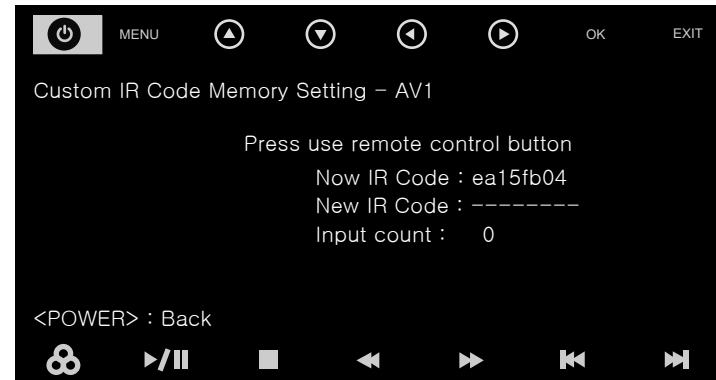 MENU OK EXIT
Custom IR Code Memory Setting - AV1
Press use remote control button
Now IR Code : ea15fb04
New IR Code : --------
Input count : 0
<POWER> : Back